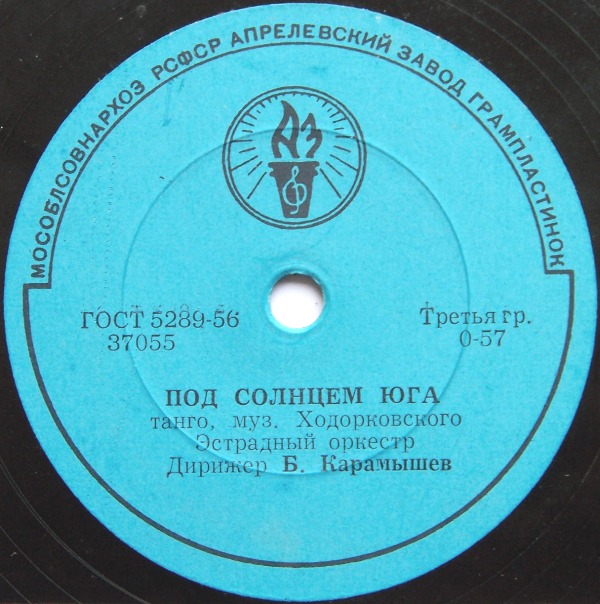 МОСОБЛСОВНАРХОЗ РСФСР АПРЕЛЕВСКИЙ ЗАВОД ГРАМПЛАСТИНОК
АЗ
ГОСТ 5289-56
37055
Третья гр.
0-57
ПОД СОЛНЦЕМ ЮГА
танго, муз. Ходорковского
Эстрадный оркестр
Дирижер Б. Карамышев